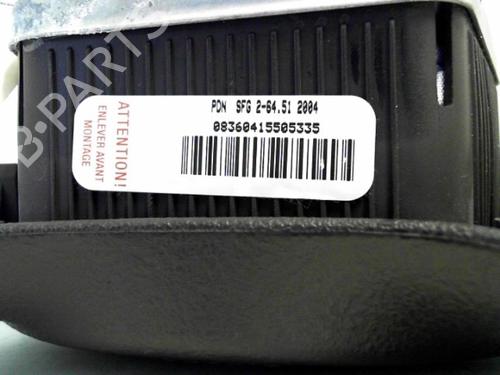 B-PARTS
ATTENTION!
ENLEVER AVANT
MONTAGE
PDN SFG 2-64.51 2004
08360415505335